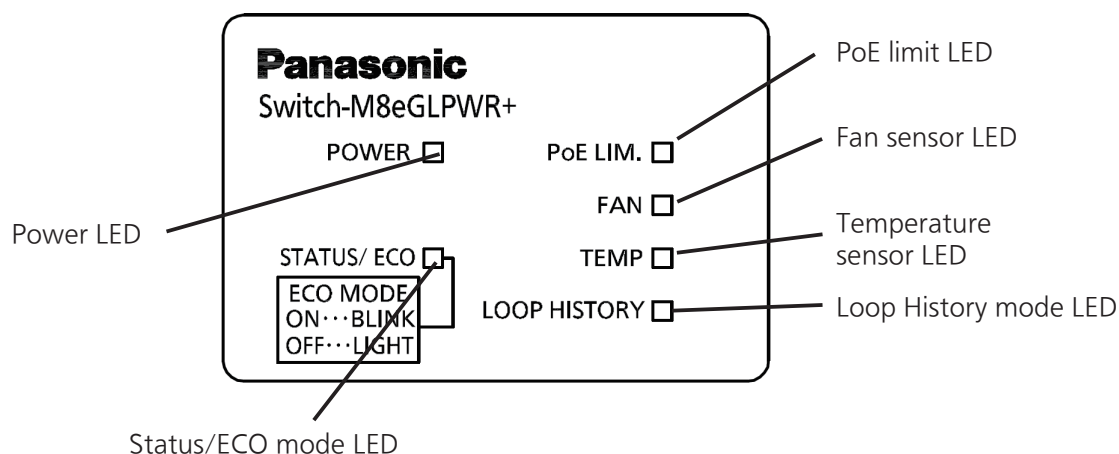 Panasonic
Switch-M8eGLPWR+
POWER
PoE LIM.
FAN
STATUS/ ECO
TEMP
ECO MODE
ON···BLINK
OFF···LIGHT
LOOP HISTORY
PoE limit LED
Fan sensor LED
Temperature
sensor LED
Loop History mode LED
Power LED
Status/ECO mode LED